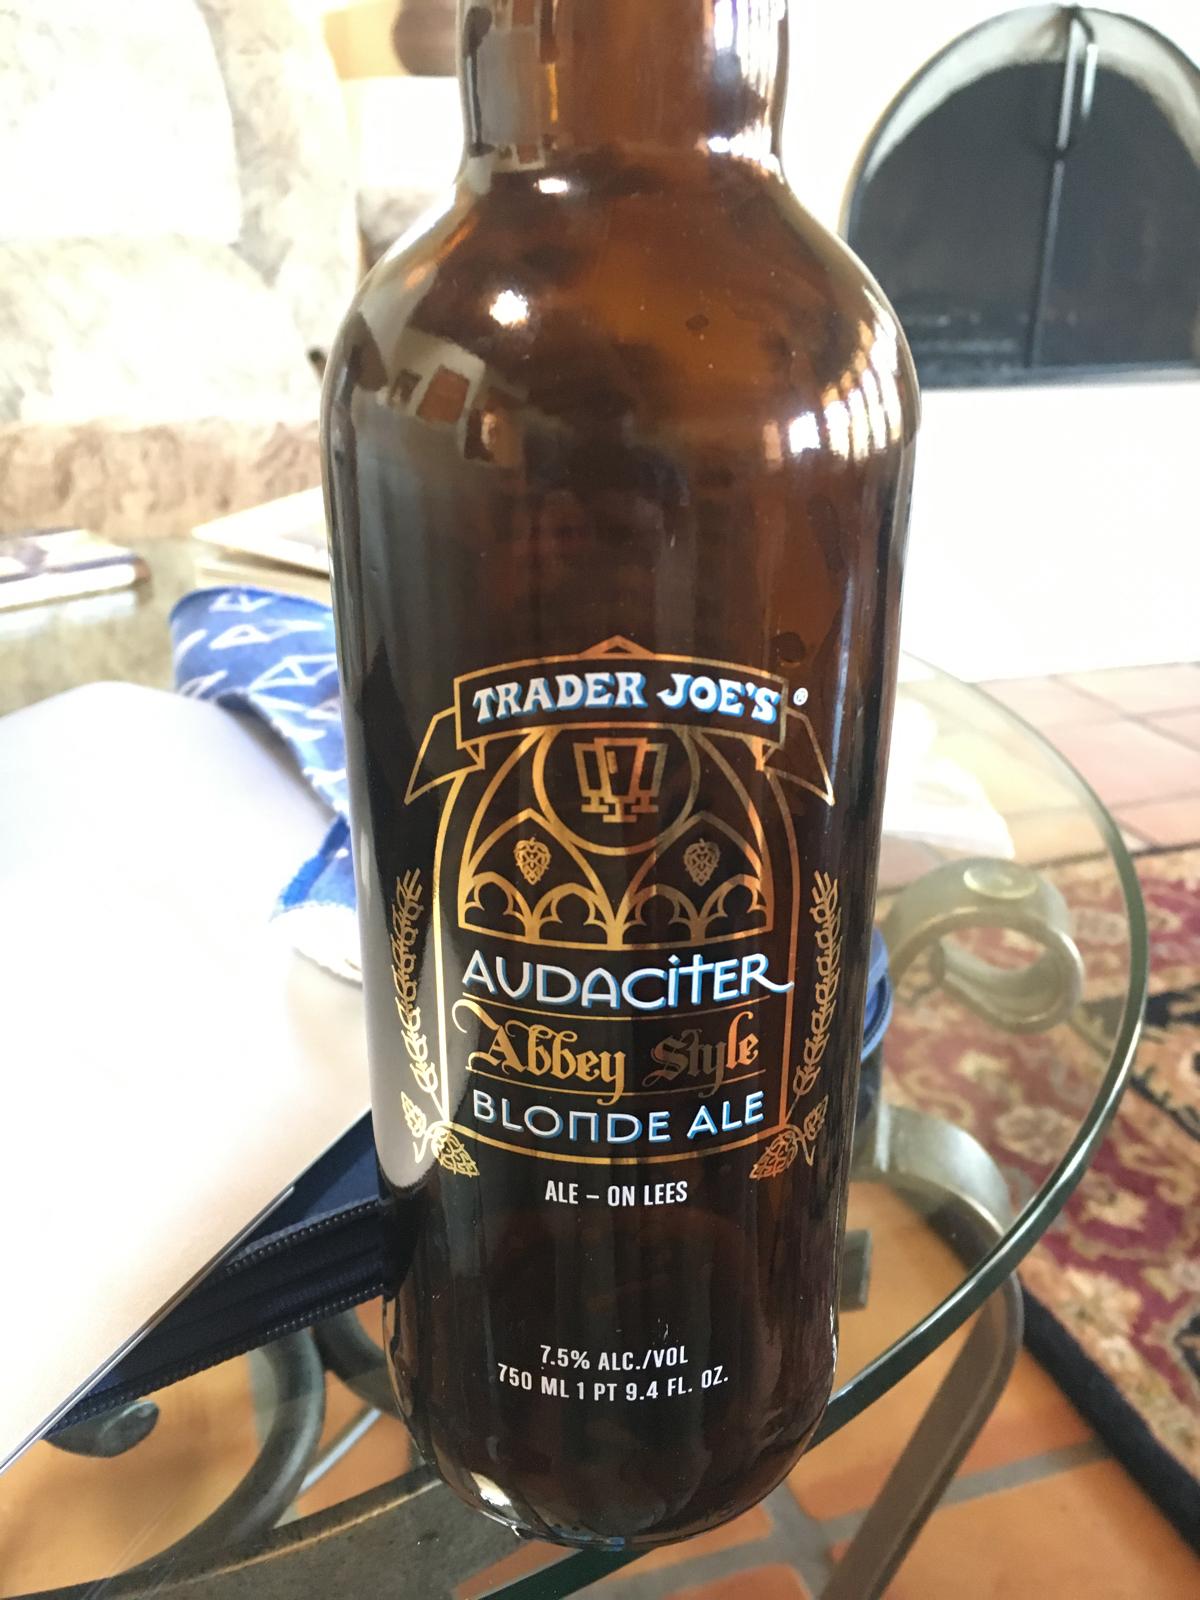 TRADER JOE'S ®
AUDACITER
Abbey Style
BLONDE ALE
ALE – ON LEES
7.5% ALC./VOL
750 ML 1 PT 9.4 FL. OZ.